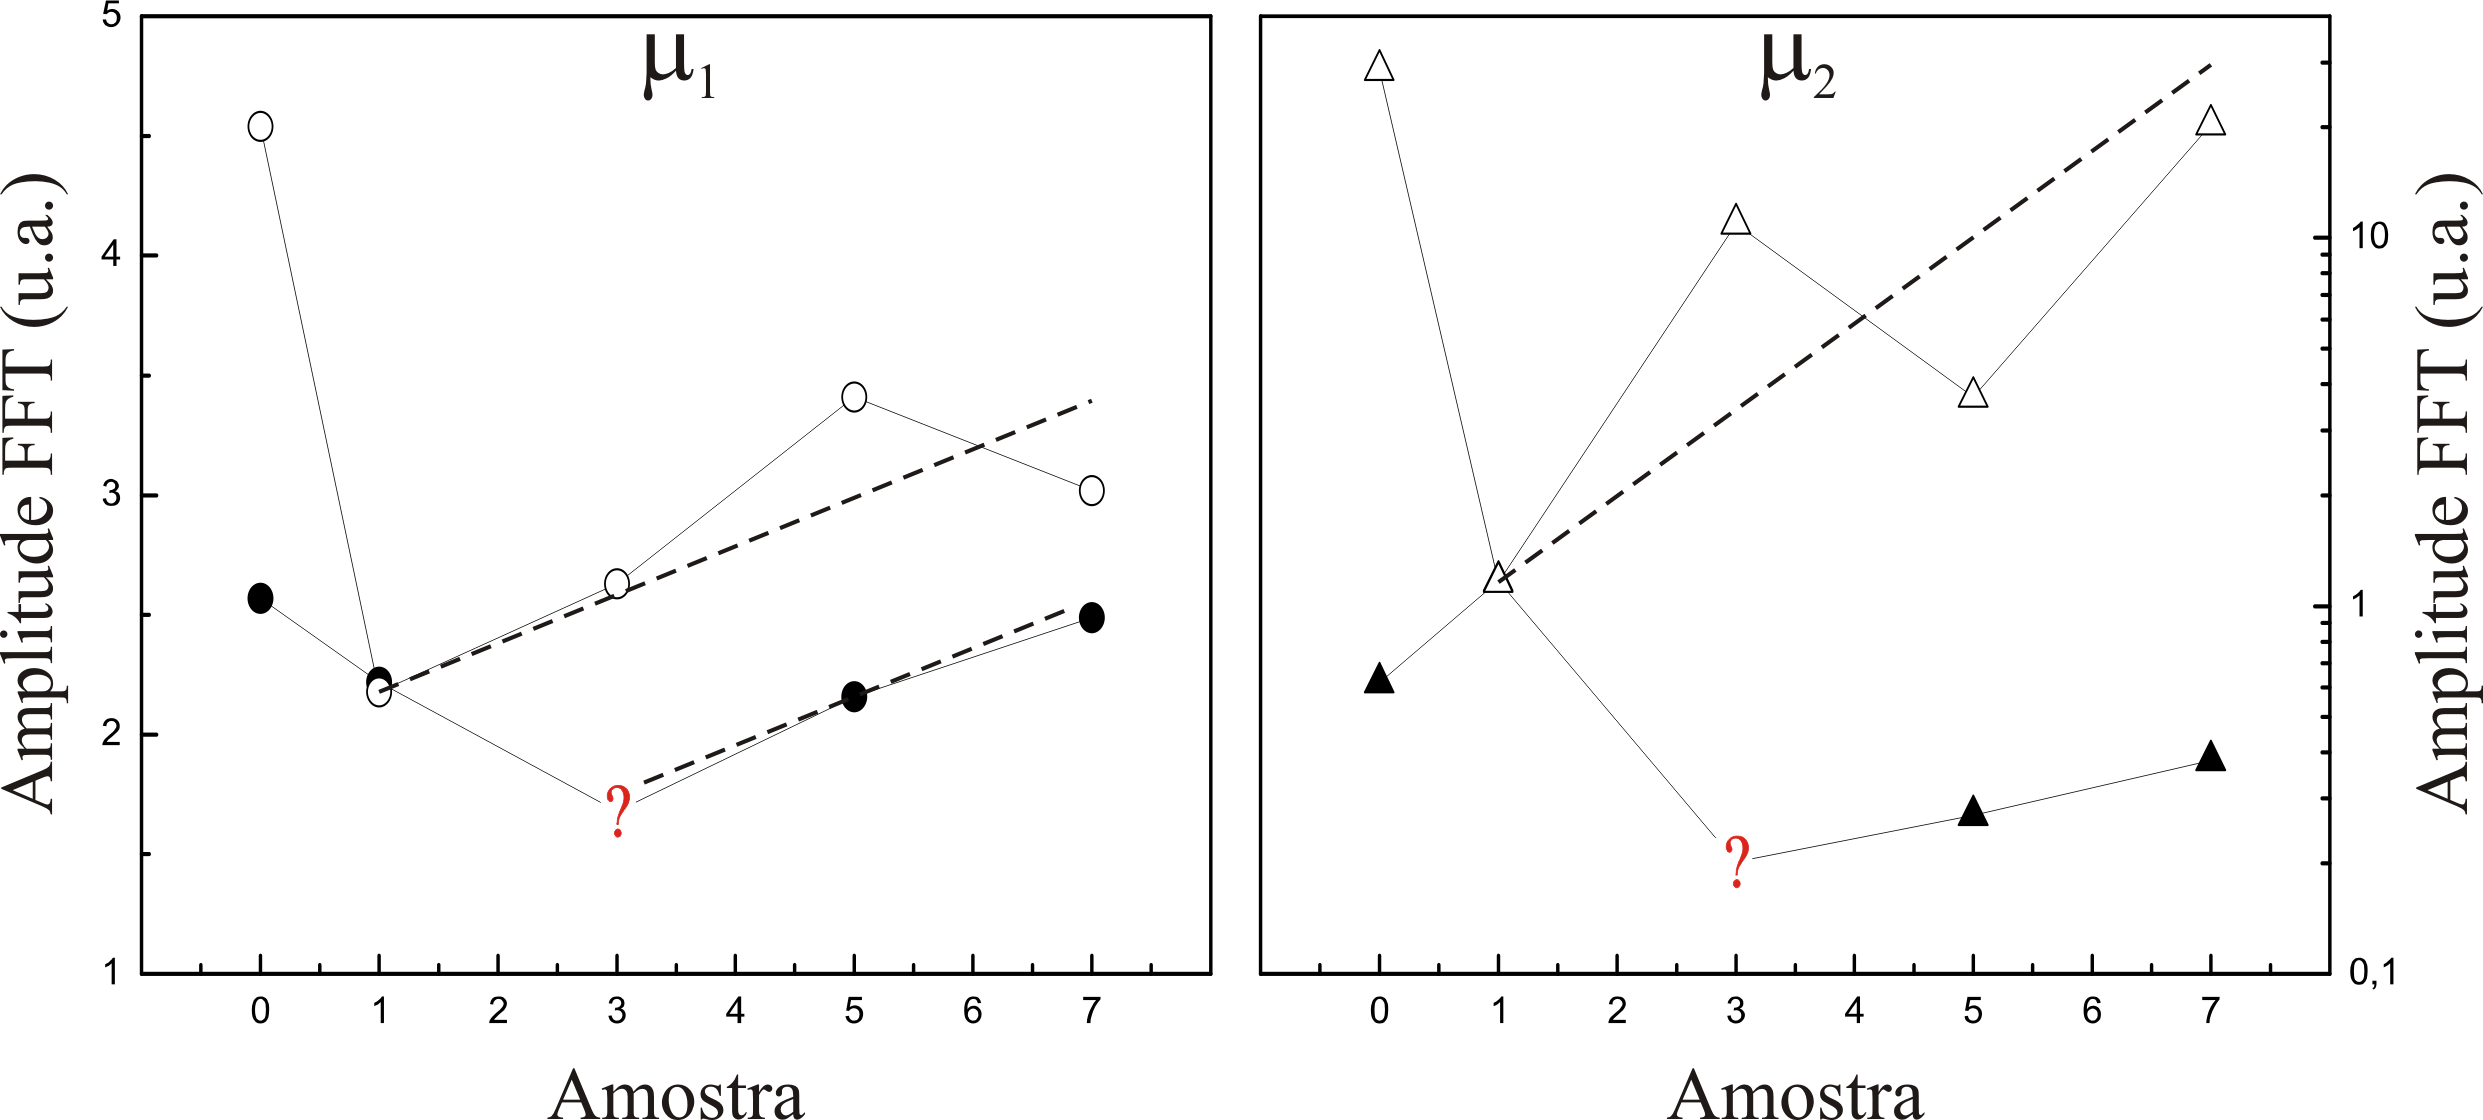 μ1
μ2
Amplitude FFT (u.a.)
5
4
3
2
1
?
0 1 2 3 4 5 6 7
Amostra
?
0 1 2 3 4 5 6 7
Amostra
10
1
0,1
Amplitude FFT (u.a.)